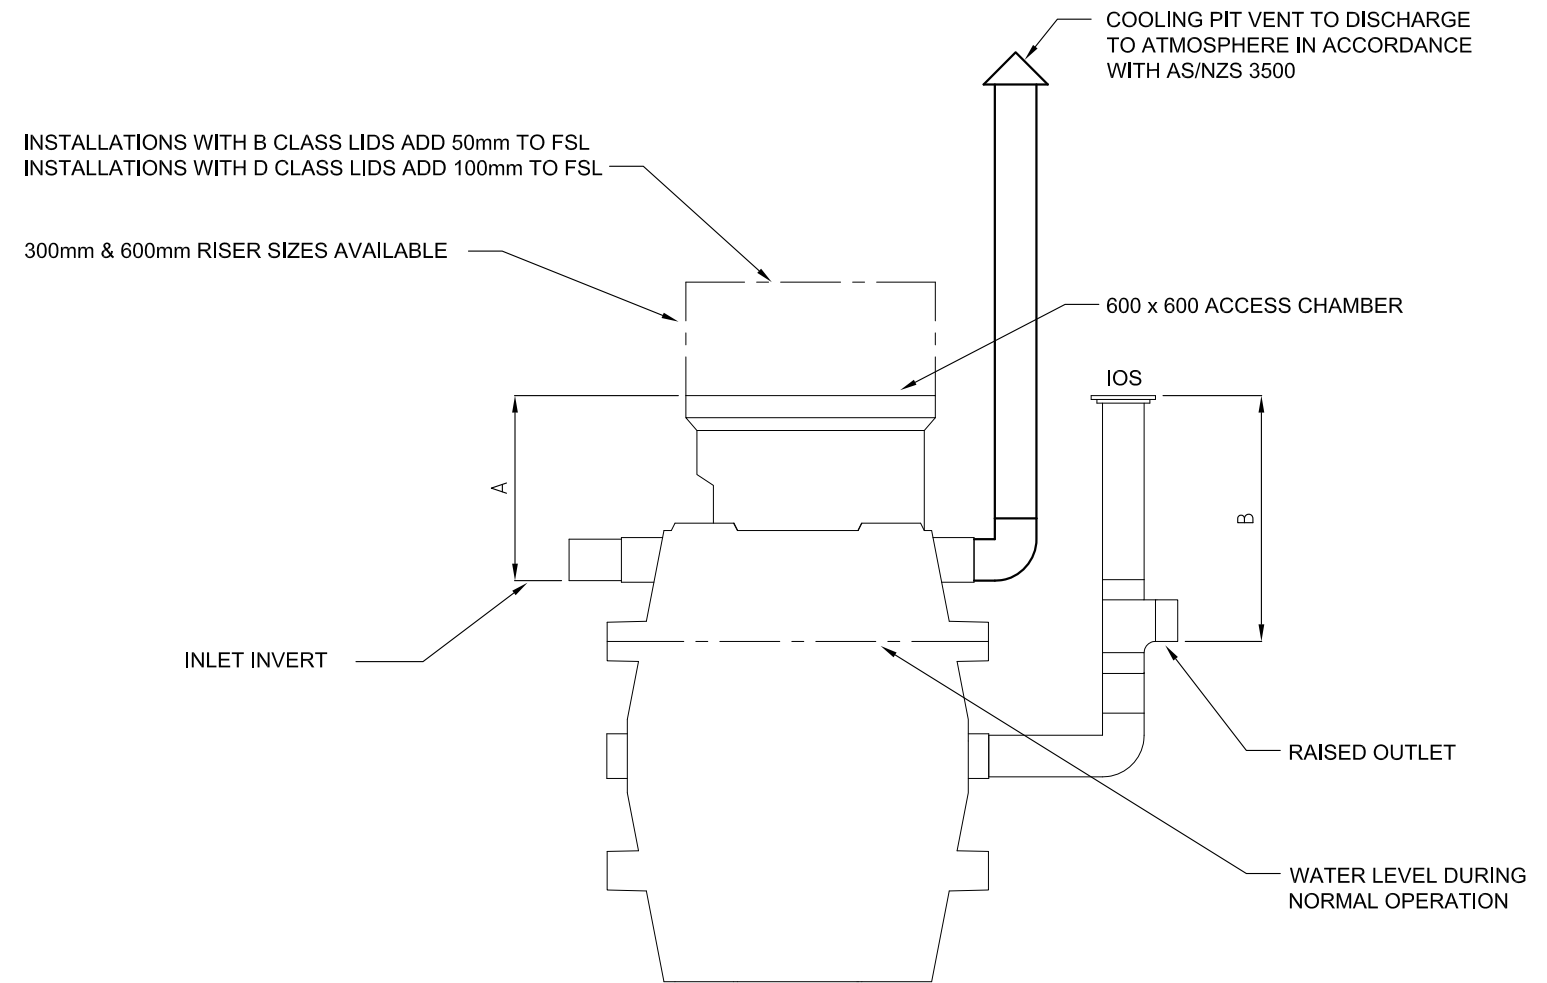 COOLING PIT VENT TO DISCHARGE
TO ATMOSPHERE IN ACCORDANCE
WITH AS/NZS 3500
INSTALLATIONS WITH B CLASS LIDS ADD 50mm TO FSL
INSTALLATIONS WITH D CLASS LIDS ADD 100mm TO FSL
300mm & 600mm RISER SIZES AVAILABLE
600 x 600 ACCESS CHAMBER
IOS
A
B
INLET INVERT
RAISED OUTLET
WATER LEVEL DURING
NORMAL OPERATION